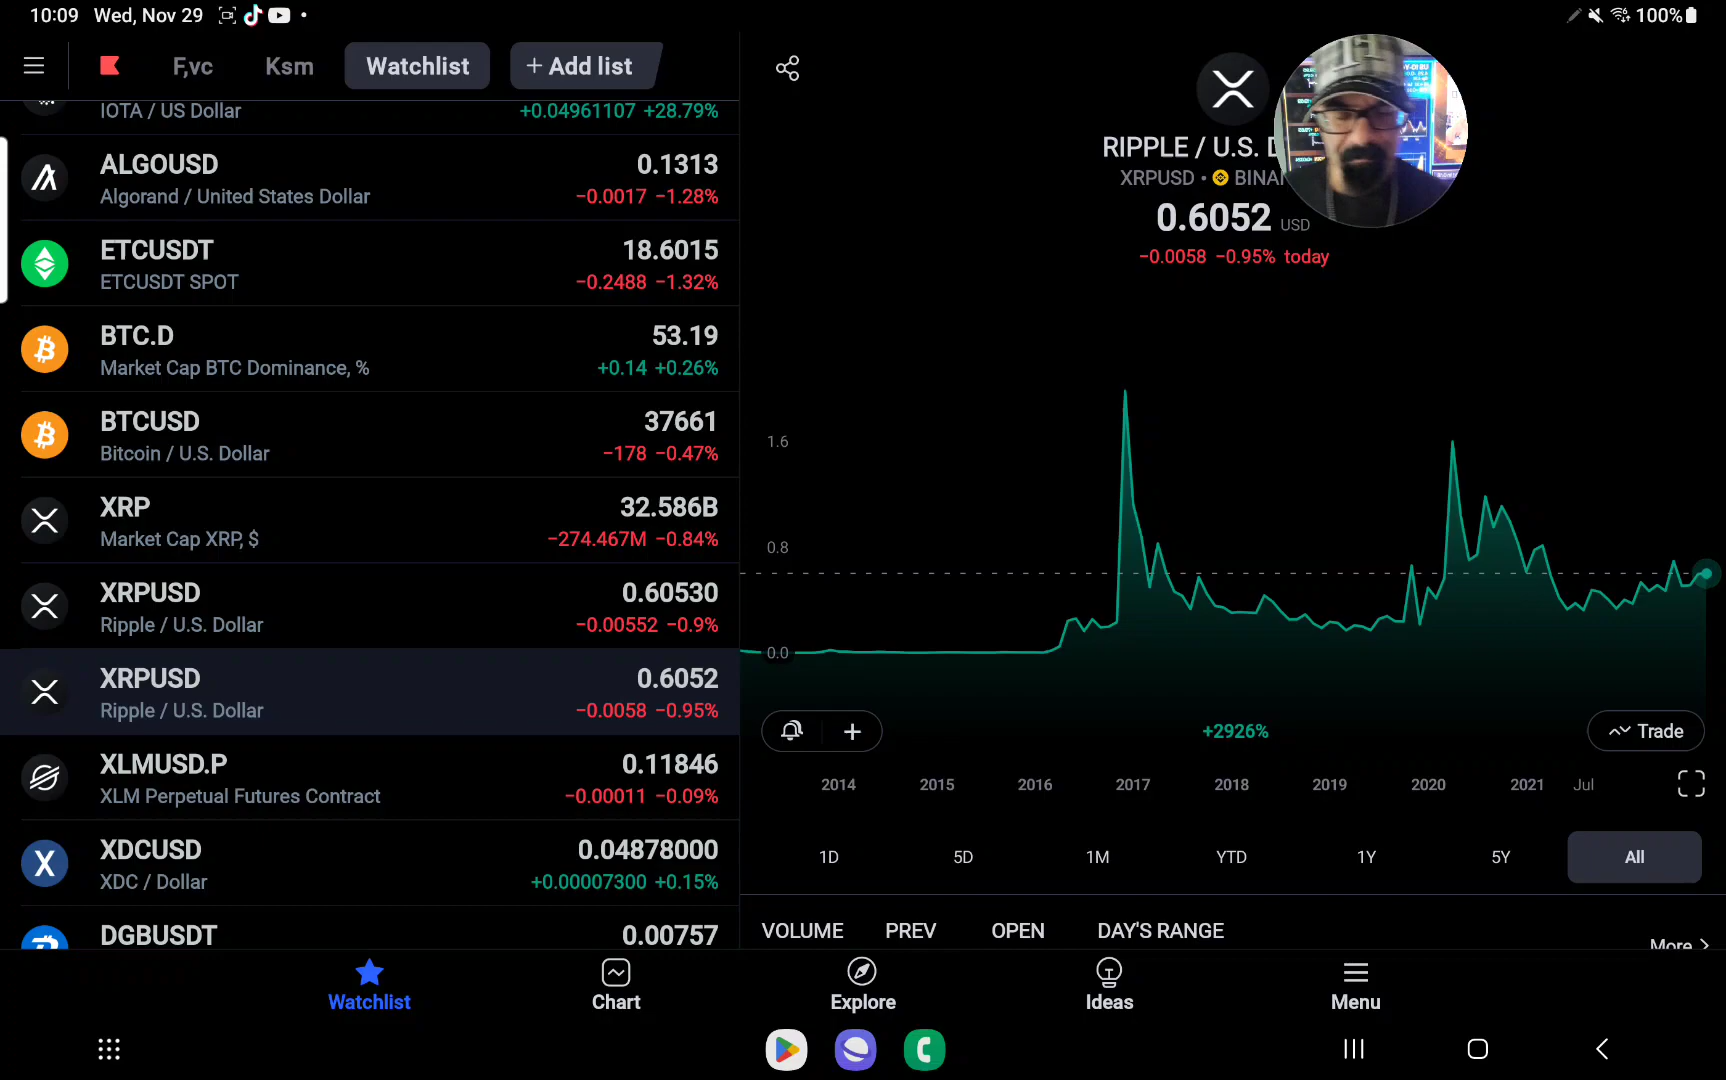 10:09 Wed, Nov 29
100%
F,vc
Ksm
Watchlist
+ Add list
IOTA / US Dollar
+0.04961107 +28.79%
ALGOUSD
0.1313
Algorand / United States Dollar
−0.0017 −1.28%
ETCUSDT
18.6015
ETCUSDT SPOT
−0.2488 −1.32%
BTC.D
53.19
Market Cap BTC Dominance, %
+0.14 +0.26%
BTCUSD
37661
Bitcoin / U.S. Dollar
−178 −0.47%
XRP
32.586B
Market Cap XRP, $
−274.467M −0.84%
XRPUSD
0.60530
Ripple / U.S. Dollar
−0.00552 −0.9%
XRPUSD
0.6052
Ripple / U.S. Dollar
−0.0058 −0.95%
XLMUSD.P
0.11846
XLM Perpetual Futures Contract
−0.00011 −0.09%
XDCUSD
0.04878000
XDC / Dollar
+0.00007300 +0.15%
DGBUSDT
0.00757
RIPPLE / U.S.
XRPUSD •
0.6052 USD
−0.0058 −0.95% today
1.6
0.8
0.0
+2926%
Trade
2014 2015 2016 2017 2018 2019 2020 2021 Jul
1D 5D 1M YTD 1Y 5Y All
VOLUME PREV OPEN DAY'S RANGE
More >
Watchlist
Chart
Explore
Ideas
Menu